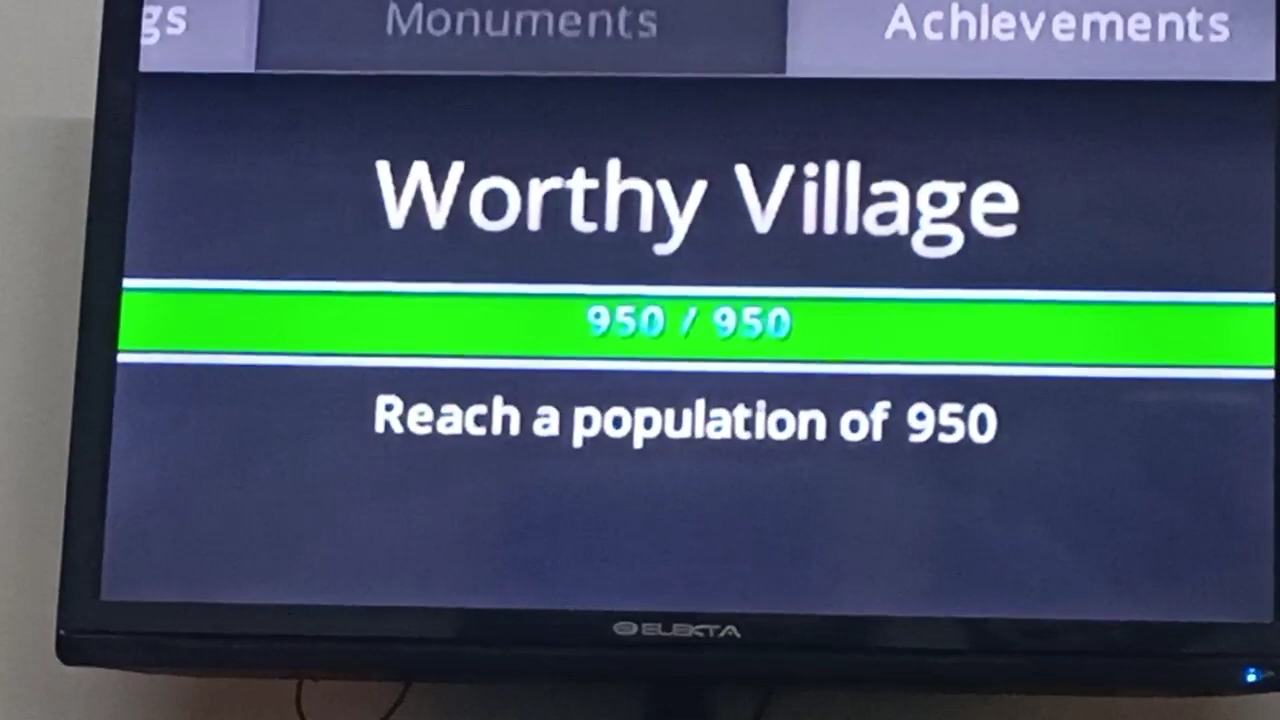 gs Monuments Achievements
Worthy Village
950 / 950
Reach a population of 950
ELEKTA